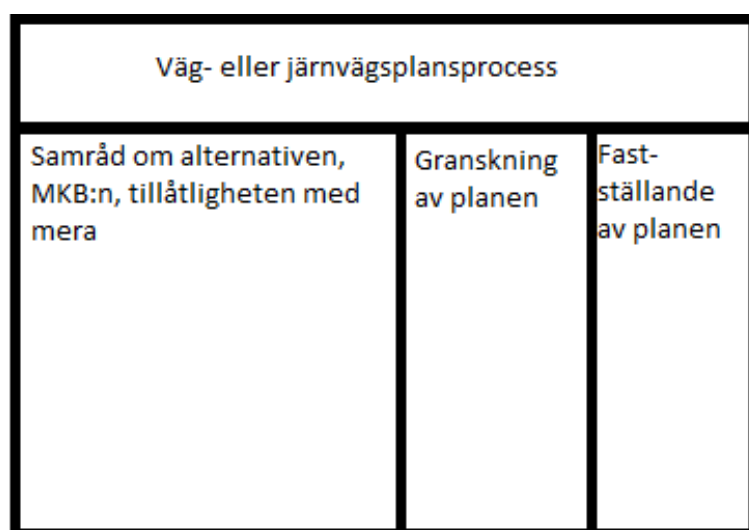 Väg- eller järnvägsplansprocess
Samråd om alternativen,
MKB:n, tillåtligheten med
mera
Granskning
av planen
Fast-
ställande
av planen